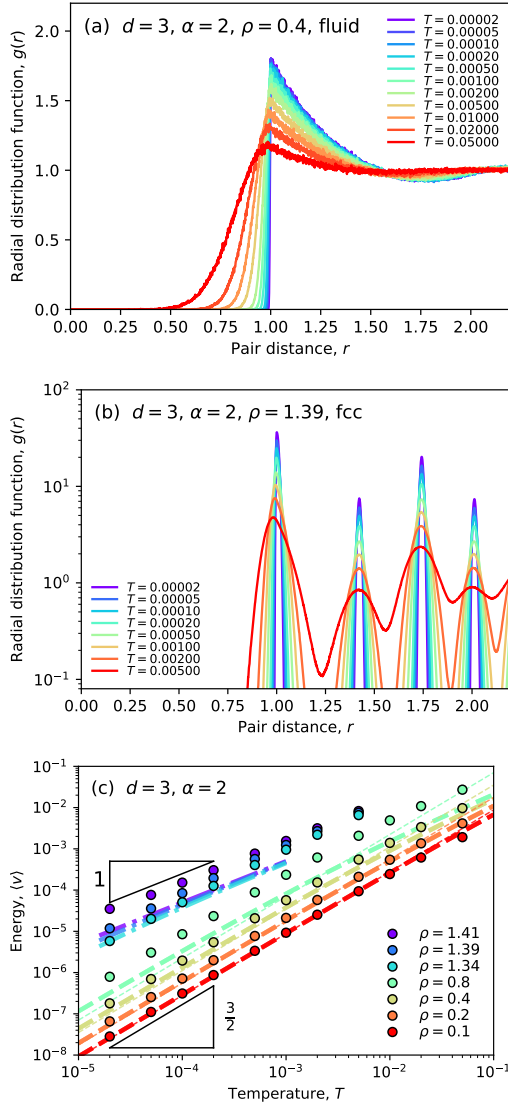 (a) d = 3, α = 2, ρ = 0.4, fluid
Radial distribution function, g(r)
2.0
1.5
1.0
0.5
0.0
T = 0.00002
T = 0.00005
T = 0.00010
T = 0.00020
T = 0.00050
T = 0.00100
T = 0.00200
T = 0.00500
T = 0.01000
T = 0.02000
T = 0.05000
0.00 0.25 0.50 0.75 1.00 1.25 1.50 1.75 2.00
Pair distance, r
(b) d = 3, α = 2, ρ = 1.39, fcc
Radial distribution function, g(r)
10²
10¹
10⁰
10⁻¹
T = 0.00002
T = 0.00005
T = 0.00010
T = 0.00020
T = 0.00050
T = 0.00100
T = 0.00200
T = 0.00500
0.00 0.25 0.50 0.75 1.00 1.25 1.50 1.75 2.00
Pair distance, r
(c) d = 3, α = 2
Energy, ⟨v⟩
10⁻¹
10⁻²
10⁻³
10⁻⁴
10⁻⁵
10⁻⁶
10⁻⁷
10⁻⁸
1
3/2
ρ = 1.41
ρ = 1.39
ρ = 1.34
ρ = 0.8
ρ = 0.4
ρ = 0.2
ρ = 0.1
10⁻⁵ 10⁻⁴ 10⁻³ 10⁻² 10⁻¹
Temperature, T